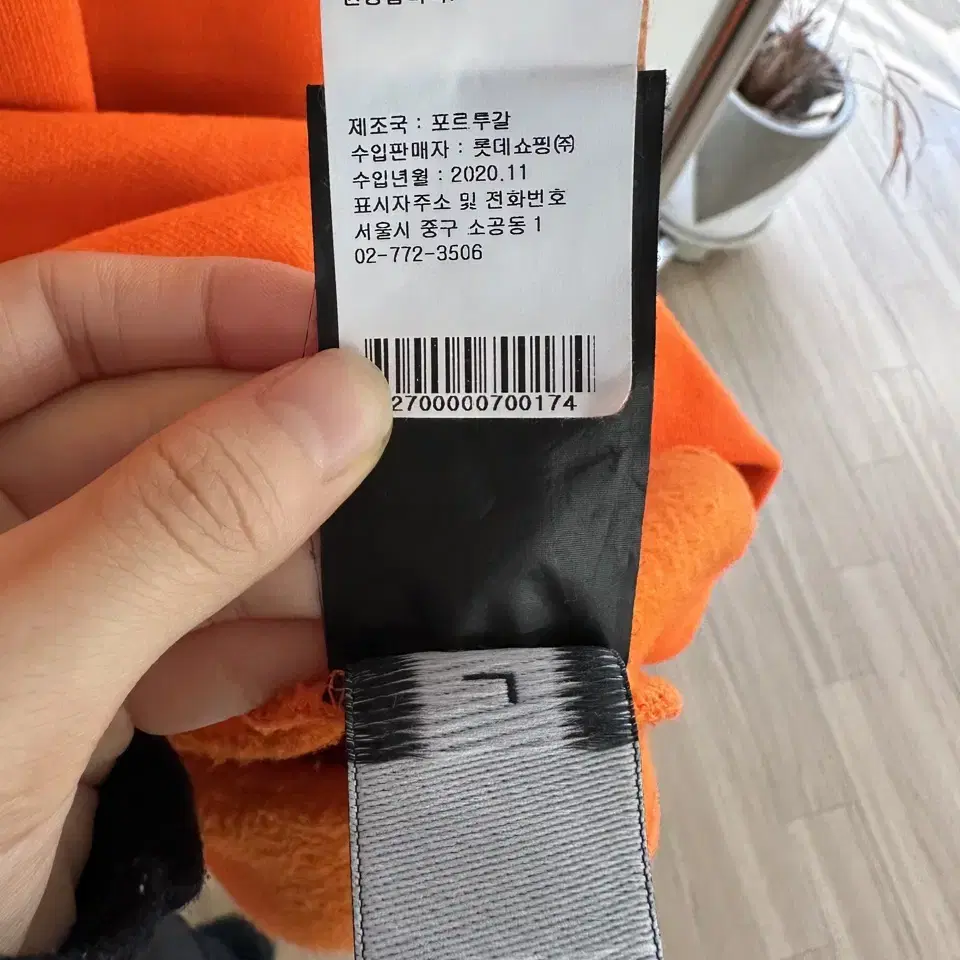 제조국 : 포르투갈
수입판매자 : 롯데쇼핑㈜
수입년월 : 2020.11
표시자주소 및 전화번호
서울시 중구 소공동 1
02-772-3506
2700000700174
L